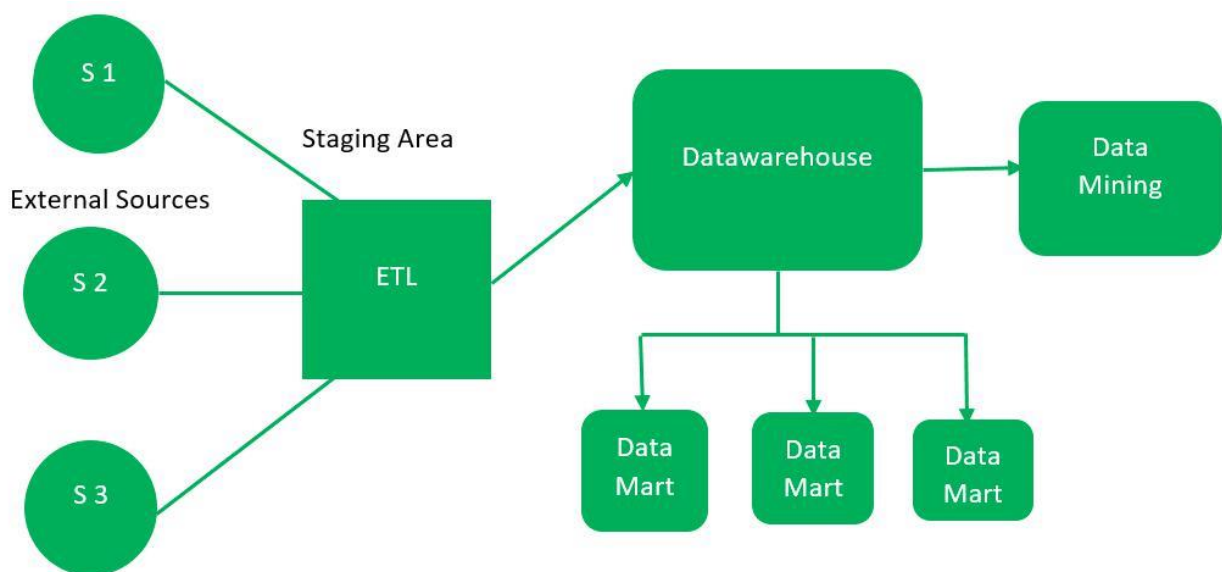 S 1
Staging Area
Datawarehouse
Data
Mining
External Sources
S 2
ETL
S 3
Data
Mart
Data
Mart
Data
Mart